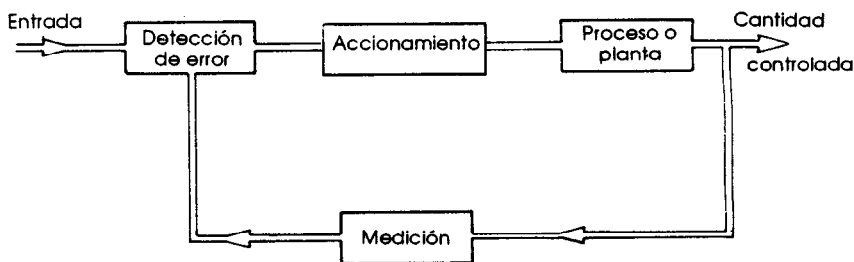 Entrada
Detección
de error
Accionamiento
Proceso o
planta
Cantidad
controlada
Medición